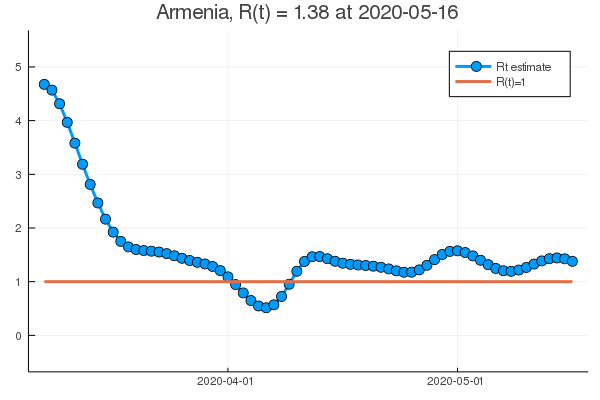 Armenia, R(t) = 1.38 at 2020-05-16
Rt estimate
R(t)=1
5
4
3
2
1
0
2020-04-01
2020-05-01